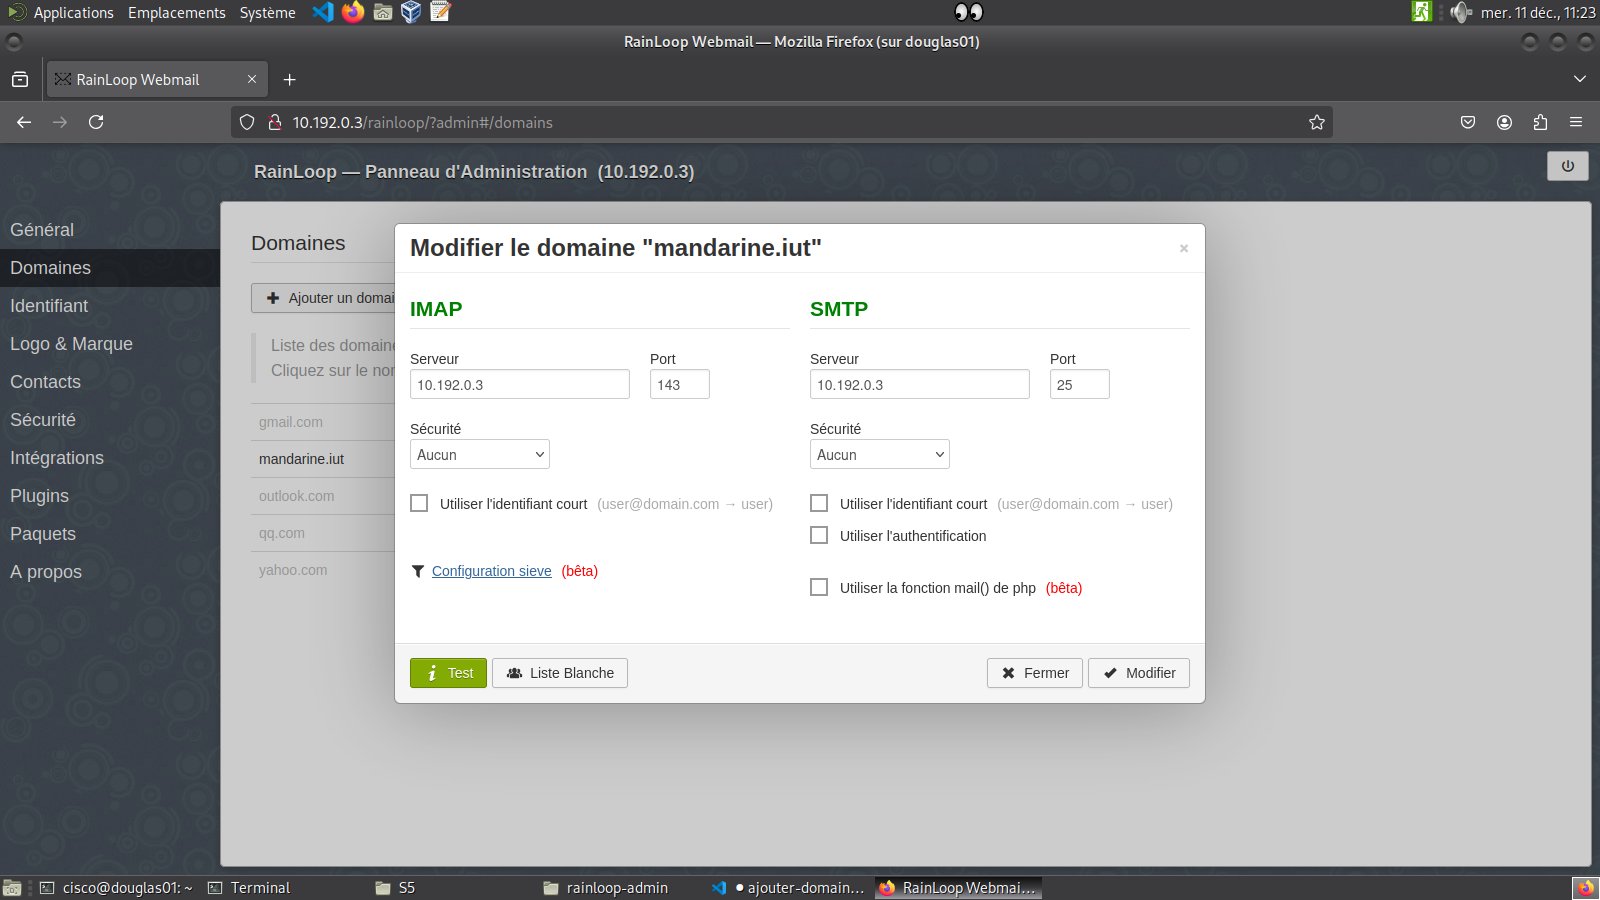 Applications Emplacements Système
mer. 11 déc., 11:23
RainLoop Webmail — Mozilla Firefox (sur douglas01)
RainLoop Webmail
10.192.0.3/rainloop/?admin#/domains
RainLoop — Panneau d'Administration (10.192.0.3)
Général
Domaines
Identifiant
Logo & Marque
Contacts
Sécurité
Intégrations
Plugins
Paquets
A propos
Domaines
Ajouter un domai
Liste des domaine
Cliquez sur le nor
gmail.com
mandarine.iut
outlook.com
qq.com
yahoo.com
Modifier le domaine "mandarine.iut"
×
IMAP
Serveur Port
10.192.0.3 143
Sécurité
Aucun
Utiliser l'identifiant court (user@domain.com → user)
Configuration sieve (bêta)
SMTP
Serveur Port
10.192.0.3 25
Sécurité
Aucun
Utiliser l'identifiant court (user@domain.com → user)
Utiliser l'authentification
Utiliser la fonction mail() de php (bêta)
Test Liste Blanche Fermer Modifier
cisco@douglas01: ~ Terminal S5 rainloop-admin ● ajouter-domain… RainLoop Webmai…